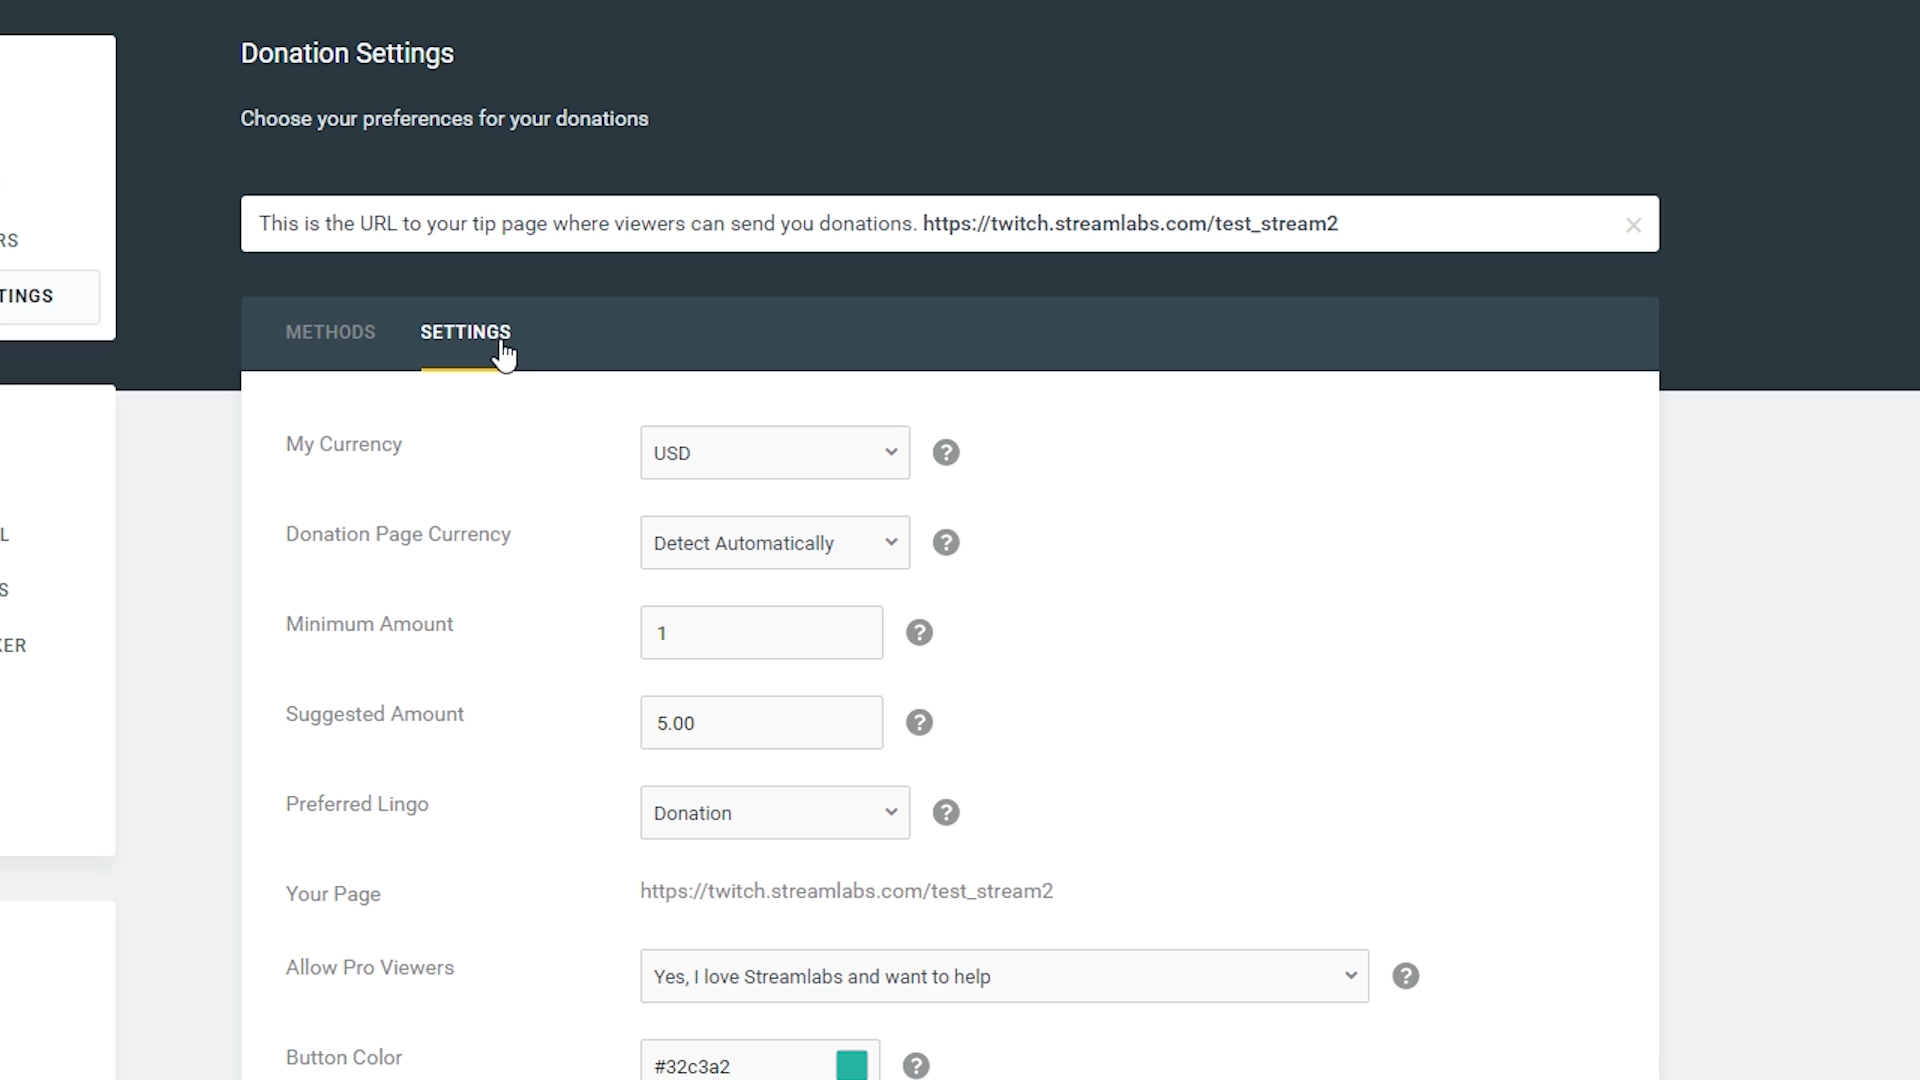 Donation Settings
Choose your preferences for your donations
This is the URL to your tip page where viewers can send you donations. https://twitch.streamlabs.com/test_stream2
RS
TINGS
METHODS SETTINGS
My Currency USD ?
Donation Page Currency Detect Automatically ?
L
S
Minimum Amount 1 ?
KER
Suggested Amount 5.00 ?
Preferred Lingo Donation ?
Your Page https://twitch.streamlabs.com/test_stream2
Allow Pro Viewers Yes, I love Streamlabs and want to help ?
Button Color #32c3a2 ?